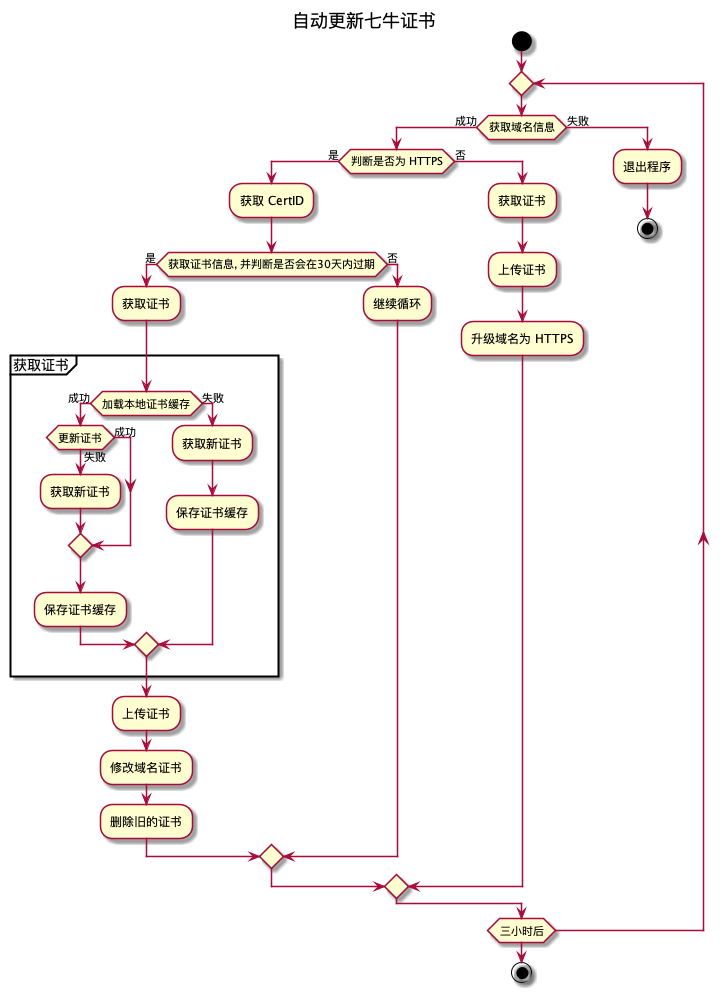 自动更新七牛证书
成功
获取域名信息
失败
是
判断是否为 HTTPS
否
退出程序
获取 CertID
获取证书
是
获取证书信息, 并判断是否会在30天内过期
否
上传证书
获取证书
继续循环
升级域名为 HTTPS
获取证书
成功
加载本地证书缓存
失败
更新证书
成功
获取新证书
失败
获取新证书
保存证书缓存
保存证书缓存
上传证书
修改域名证书
删除旧的证书
三小时后